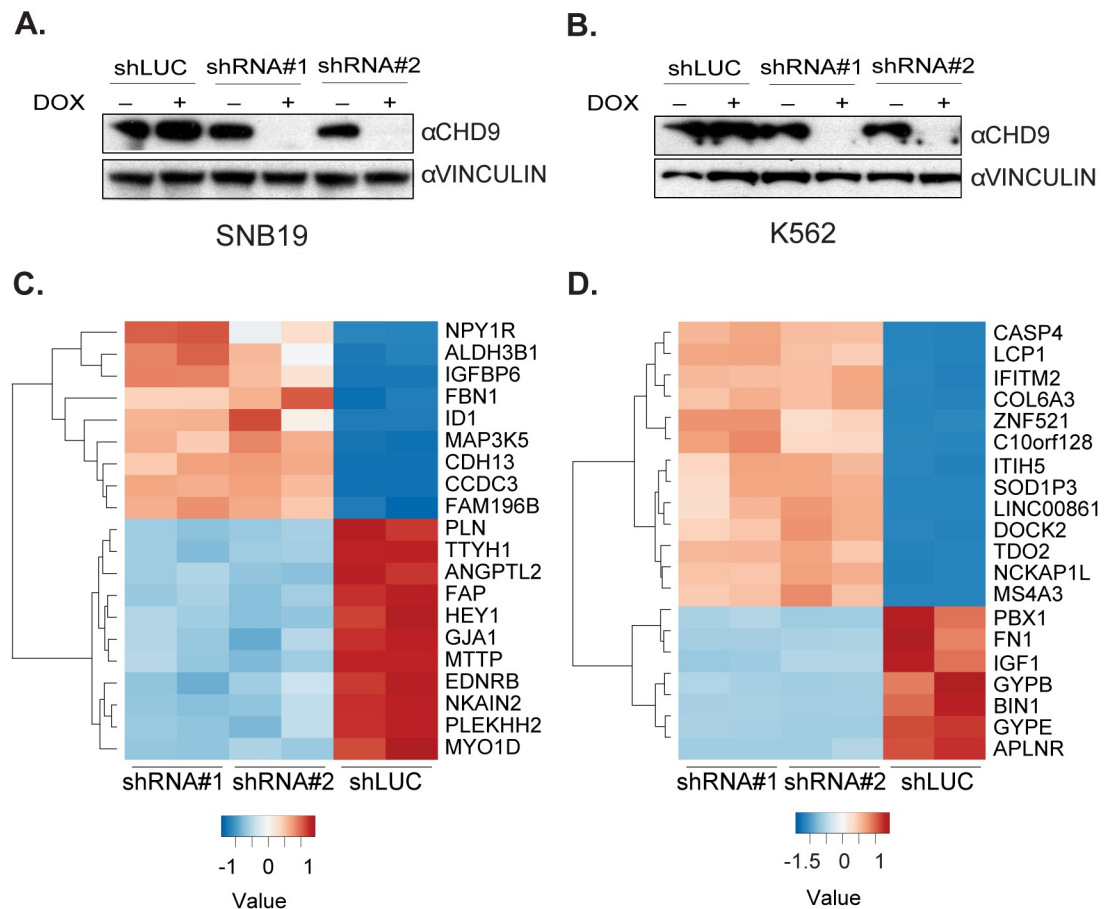 A.
shLUC shRNA#1 shRNA#2
DOX – + – + – +
αCHD9
αVINCULIN
SNB19
B.
shLUC shRNA#1 shRNA#2
DOX – + – + – +
αCHD9
αVINCULIN
K562
C.
NPY1R
ALDH3B1
IGFBP6
FBN1
ID1
MAP3K5
CDH13
CCDC3
FAM196B
PLN
TTYH1
ANGPTL2
FAP
HEY1
GJA1
MTTP
EDNRB
NKAIN2
PLEKHH2
MYO1D
shRNA#1 shRNA#2 shLUC
-1 0 1
Value
D.
CASP4
LCP1
IFITM2
COL6A3
ZNF521
C10orf128
ITIH5
SOD1P3
LINC00861
DOCK2
TDO2
NCKAP1L
MS4A3
PBX1
FN1
IGF1
GYPB
BIN1
GYPE
APLNR
shRNA#1 shRNA#2 shLUC
-1.5 0 1
Value